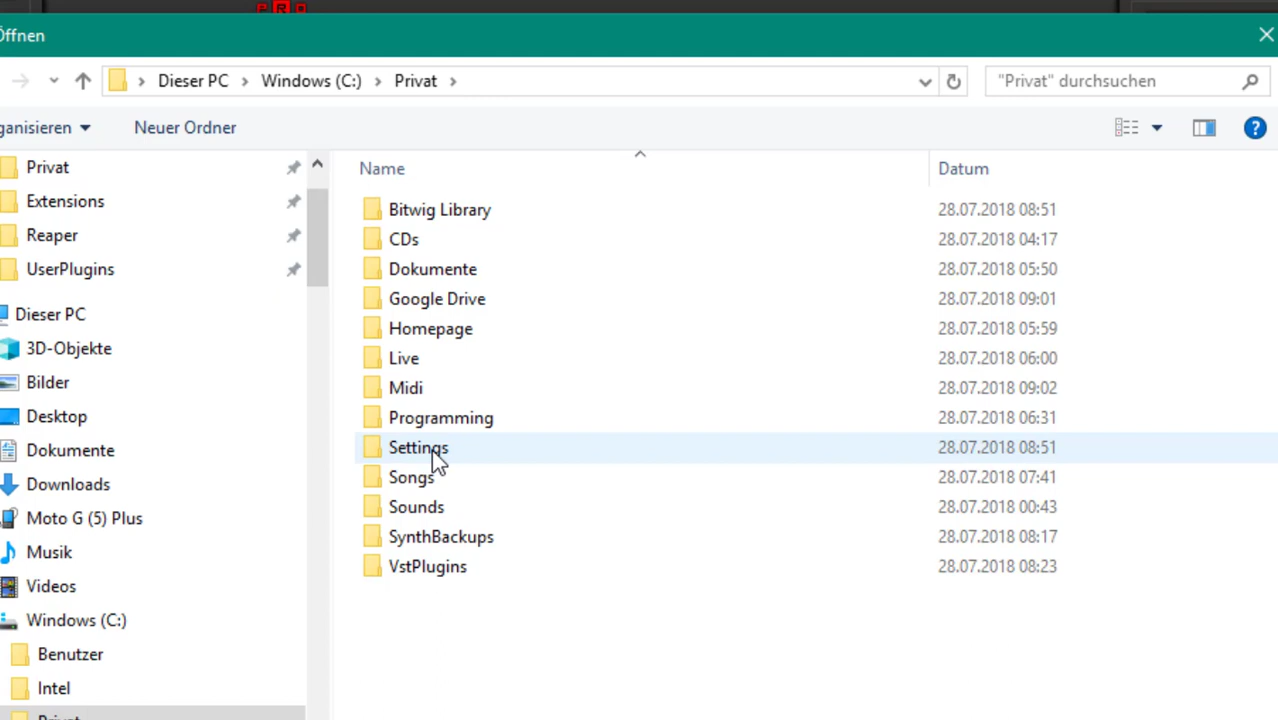 PRO
Öffnen
Dieser PC > Windows (C:) > Privat >
"Privat" durchsuchen
ganisieren
Neuer Ordner
Privat
Extensions
Reaper
UserPlugins
Dieser PC
3D-Objekte
Bilder
Desktop
Dokumente
Downloads
Moto G (5) Plus
Musik
Videos
Windows (C:)
Benutzer
Intel
Privat
Name Datum
Bitwig Library 28.07.2018 08:51
CDs 28.07.2018 04:17
Dokumente 28.07.2018 05:50
Google Drive 28.07.2018 09:01
Homepage 28.07.2018 05:59
Live 28.07.2018 06:00
Midi 28.07.2018 09:02
Programming 28.07.2018 06:31
Settings 28.07.2018 08:51
Songs 28.07.2018 07:41
Sounds 28.07.2018 00:43
SynthBackups 28.07.2018 08:17
VstPlugins 28.07.2018 08:23